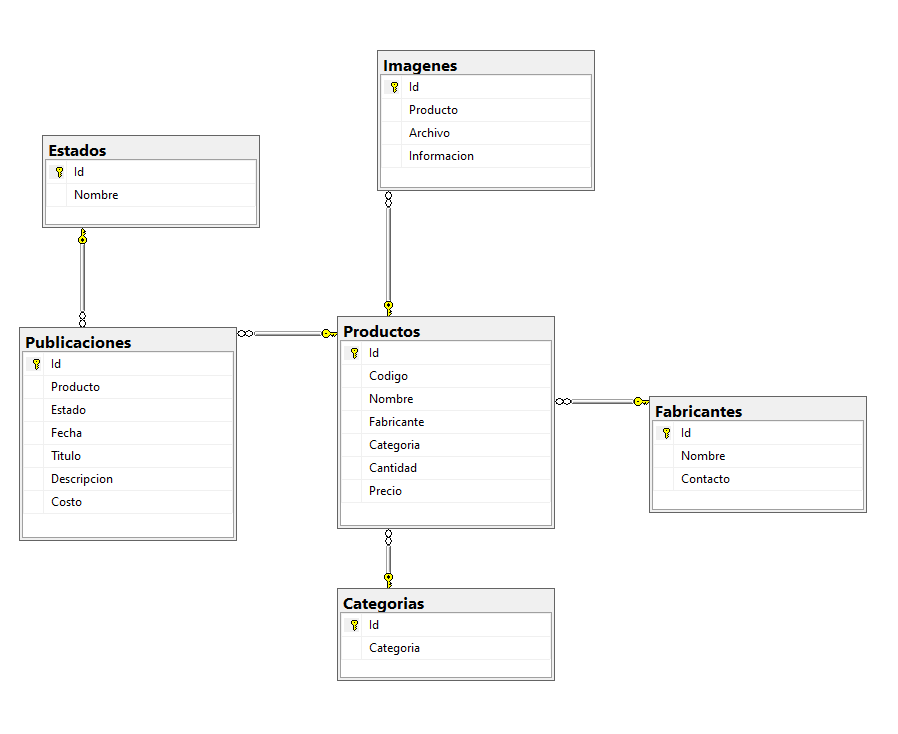 Imagenes
Id
Producto
Archivo
Informacion
Estados
Id
Nombre
Publicaciones
Id
Producto
Estado
Fecha
Titulo
Descripcion
Costo
Productos
Id
Codigo
Nombre
Fabricante
Categoria
Cantidad
Precio
Fabricantes
Id
Nombre
Contacto
Categorias
Id
Categoria